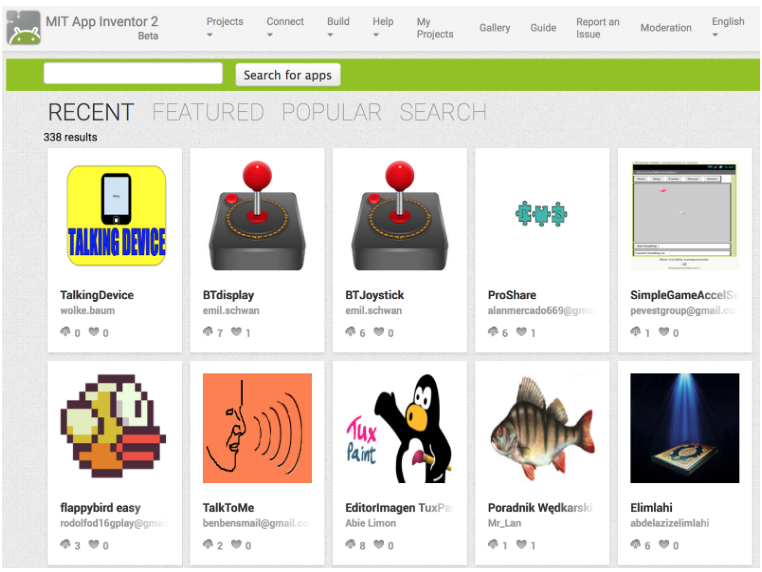 MIT App Inventor 2
Beta
Projects
Connect
Build
Help
My
Projects
Gallery
Guide
Report an
Issue
Moderation
English
Search for apps
RECENT FEATURED POPULAR SEARCH
338 results
TALKING DEVICE
TalkingDevice
wolke.baum
0 0
BTdisplay
emil.schwan
7 1
BTJoystick
emil.schwan
6 0
ProShare
alanmercado669@gmai
6 1
SimpleGameAccelSe
pevestgroup@gmail.co
1 0
flappybird easy
rodolfod16gplay@gma
3 0
TalkToMe
benbensmail@gmail.co
2 0
Tux
Paint
EditorImagen TuxPa
Abie Limon
8 0
Poradnik Wędkarski
Mr_Lan
1 1
Elimlahi
abdelazizelimlahi
6 0